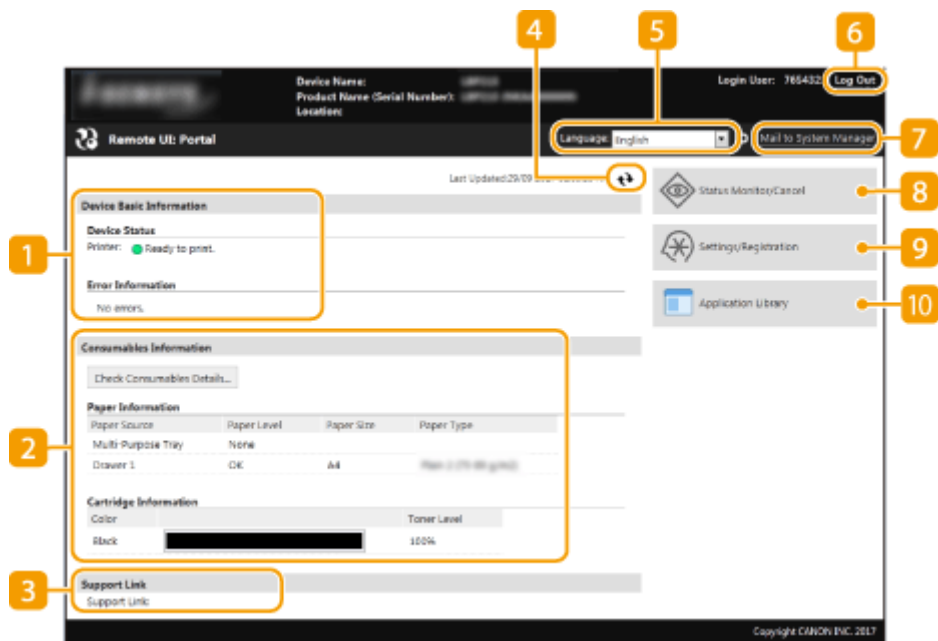 4 5 6
Device Name:
Login User: 765432 Log Out
Product Name (Serial Number):
Location:
Remote UI: Portal
Language: English
Mail to System Manager 7
Last Updated:29/09
Status Monitor/Cancel 8
Device Basic Information
Device Status
1 Printer: Ready to print.
Settings/Registration 9
Error Information
No errors.
Application Library 10
Consumables Information
Check Consumables Details...
Paper Information
Paper Source Paper Level Paper Size Paper Type
2 Multi-Purpose Tray None
Drawer 1 OK A4
Cartridge Information
Color Toner Level
Black 100%
3 Support Link
Support Link:
Copyright CANON INC. 2017